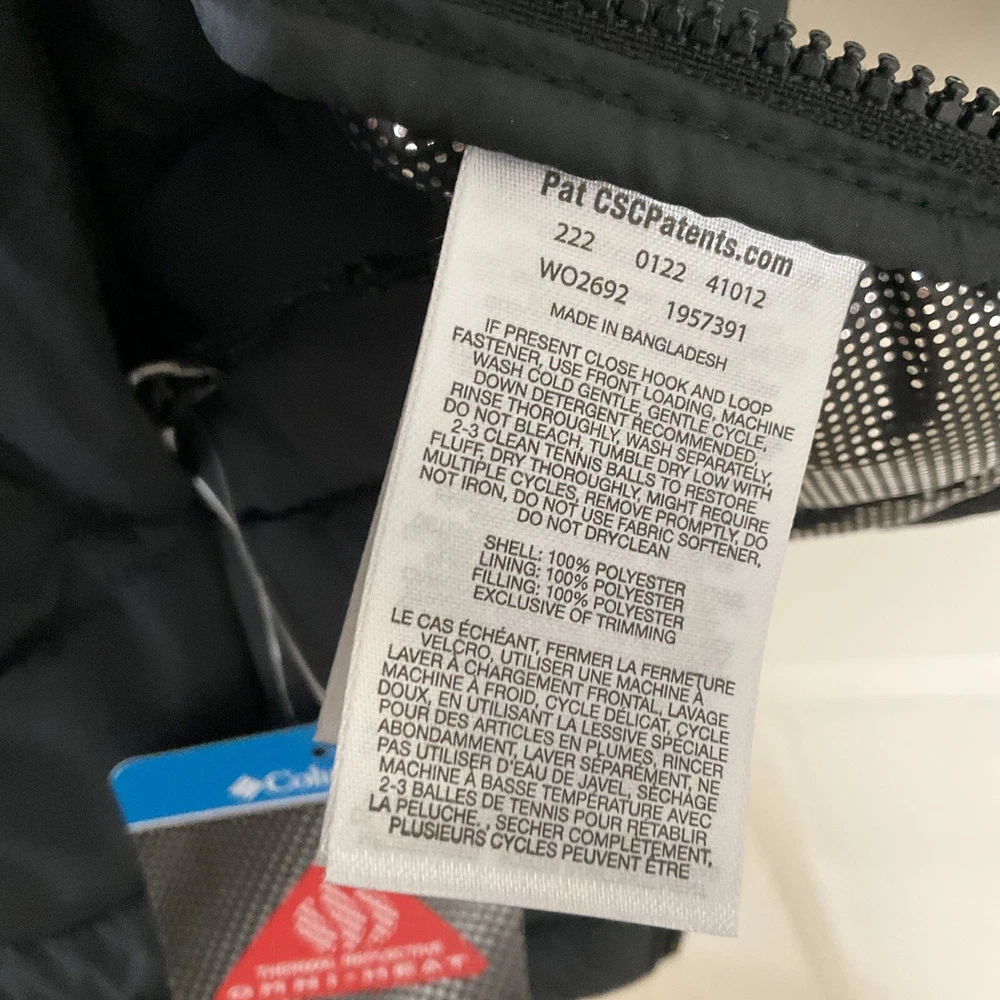 Pat CSCPatents.com
222 0122 41012
WO2692 1957391
MADE IN BANGLADESH
IF PRESENT CLOSE HOOK AND LOOP
FASTENER, USE FRONT LOADING, MACHINE
WASH COLD GENTLE, GENTLE CYCLE,
DOWN DETERGENT RECOMMENDED,
RINSE THOROUGHLY, WASH SEPARATELY,
DO NOT BLEACH, TUMBLE DRY LOW WITH
2-3 CLEAN TENNIS BALLS TO RESTORE
FLUFF, DRY THOROUGHLY, MIGHT REQUIRE
MULTIPLE CYCLES, REMOVE PROMPTLY, DO
NOT IRON, DO NOT USE FABRIC SOFTENER,
DO NOT DRYCLEAN
SHELL: 100% POLYESTER
LINING: 100% POLYESTER
FILLING: 100% POLYESTER
EXCLUSIVE OF TRIMMING
LE CAS ÉCHÉANT, FERMER LA FERMETURE
VELCRO, UTILISER UNE MACHINE À
LAVER À CHARGEMENT FRONTAL, LAVAGE
MACHINE À FROID, CYCLE DÉLICAT, CYCLE
DOUX, EN UTILISANT LA LESSIVE SPÉCIALE
POUR DES ARTICLES EN PLUMES, RINCER
ABONDAMMENT, LAVER SÉPARÉMENT, NE
PAS UTILISER D'EAU DE JAVEL, SÉCHAGE
MACHINE À BASSE TEMPÉRATURE AVEC
2-3 BALLES DE TENNIS POUR RÉTABLIR
LA PELUCHE. , SECHER COMPLÈTEMENT,
PLUSIEURS CYCLES PEUVENT ÊTRE
THERMAL REFLECTIVE
OMNI-HEAT